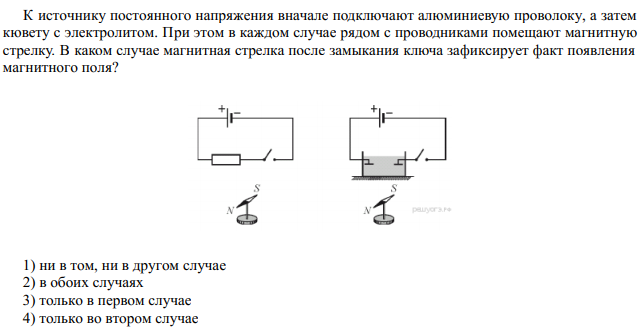 К источнику постоянного напряжения вначале подключают алюминиевую проволоку, а затем
кювету с электролитом. При этом в каждом случае рядом с проводниками помещают магнитную
стрелку. В каком случае магнитная стрелка после замыкания ключа зафиксирует факт появления
магнитного поля?
+ − + −
S S
N N решуогэ.рф
1) ни в том, ни в другом случае
2) в обоих случаях
3) только в первом случае
4) только во втором случае